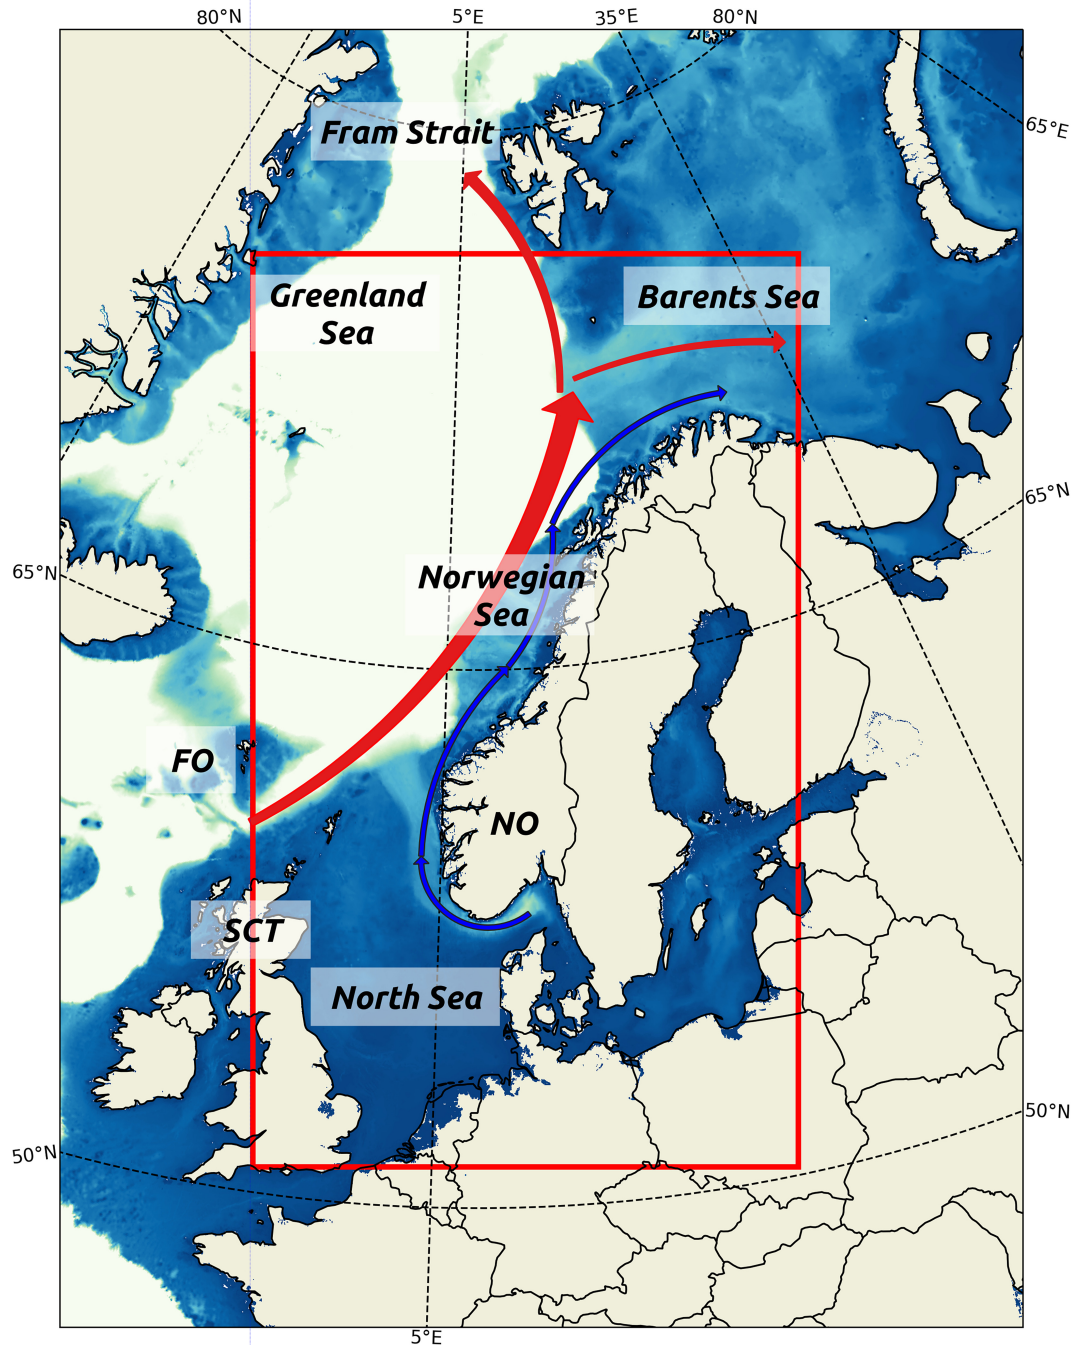 80°N
5°E
35°E
80°N
65°E
Fram Strait
Greenland
Sea
Barents Sea
65°N
65°N
Norwegian
Sea
FO
NO
SCT
North Sea
50°N
50°N
5°E